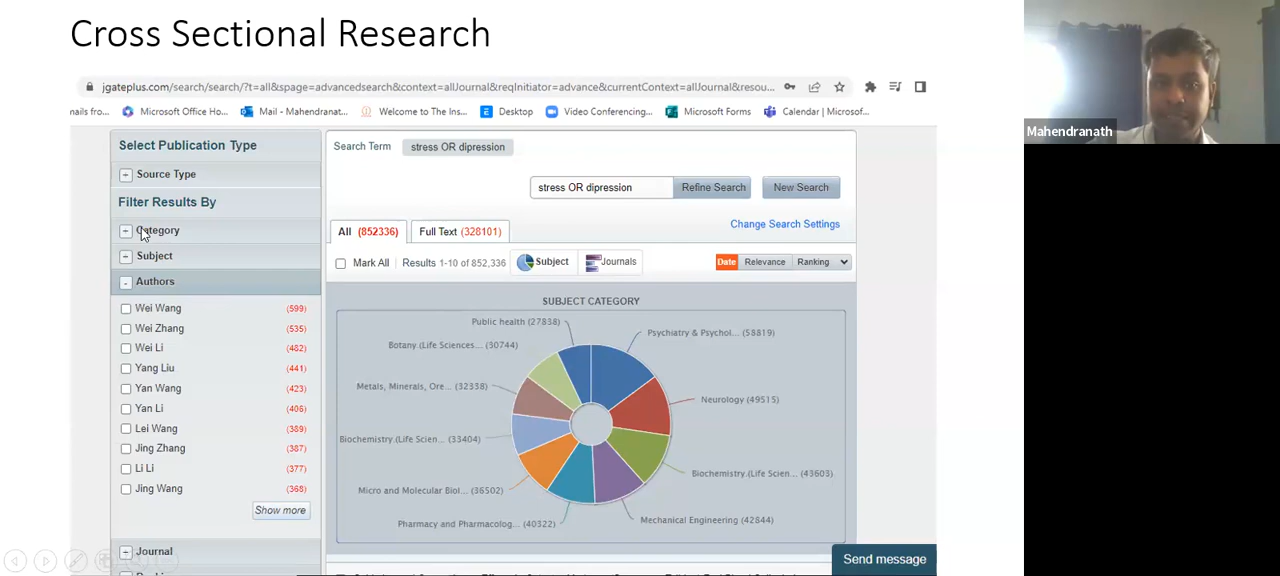 Cross Sectional Research
jgateplus.com/search/search/?t=all&spage=advancedsearch&context=allJournal&reqInitiator=advance&currentContext=allJournal&resou...
nails from...
Microsoft Office Ho...
Mail - Mahendranat...
Welcome to The Ins...
Desktop
Video Conferencing...
Microsoft Forms
Calendar | Microsof...
Mahendranath
Select Publication Type
Source Type
Filter Results By
Category
Subject
Authors
Wei Wang (599)
Wei Zhang (535)
Wei Li (482)
Yang Liu (441)
Yan Wang (423)
Yan Li (406)
Lei Wang (389)
Jing Zhang (387)
Li Li (377)
Jing Wang (368)
Show more
Journal
Search Term stress OR dipression
stress OR dipression Refine Search New Search
Change Search Settings
All (852336) Full Text (328101)
Mark All Results 1-10 of 852,336 Subject Journals Date Relevance Ranking
SUBJECT CATEGORY
Public health (27838)
Psychiatry & Psychol... (58819)
Botany.(Life Sciences... (30744)
Metals, Minerals, Ore... (32338)
Neurology (49515)
Biochemistry.(Life Scien... (33404)
Biochemistry.(Life Scien... (43603)
Micro and Molecular Biol... (36502)
Pharmacy and Pharmacolog... (40322)
Mechanical Engineering (42844)
Send message